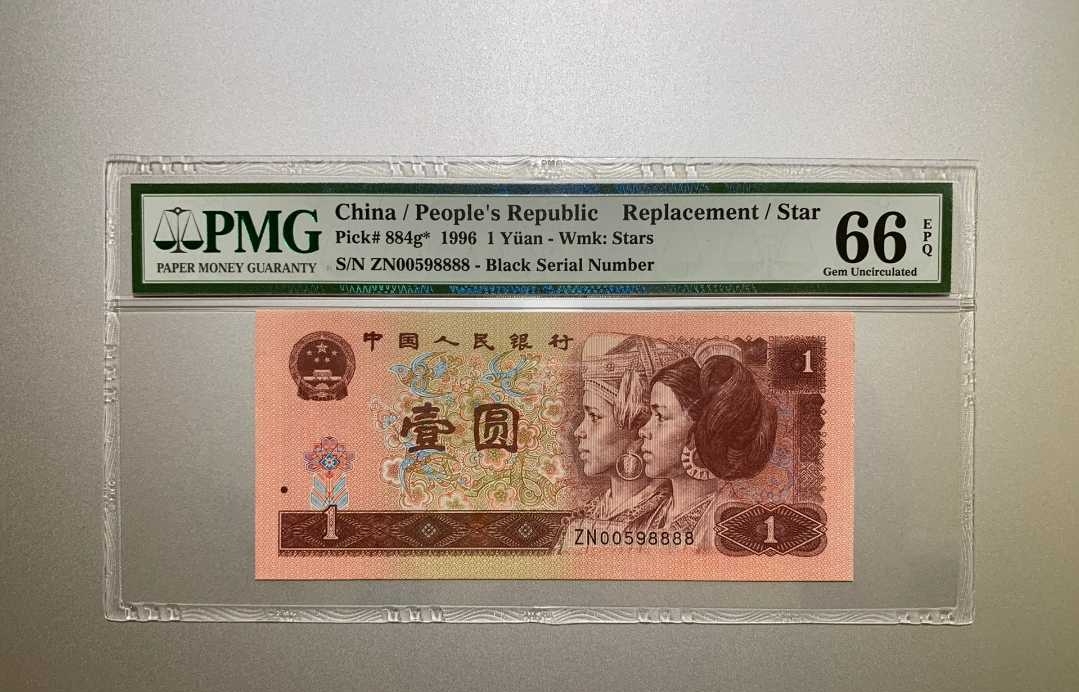 PMG
PAPER MONEY GUARANTY
China / People's Republic Replacement / Star
Pick# 884g* 1996 1 Yüan - Wmk: Stars
S/N ZN00598888 - Black Serial Number
66 EPQ
Gem Uncirculated
中国人民银行
1
壹圆
1
ZN00598888
1